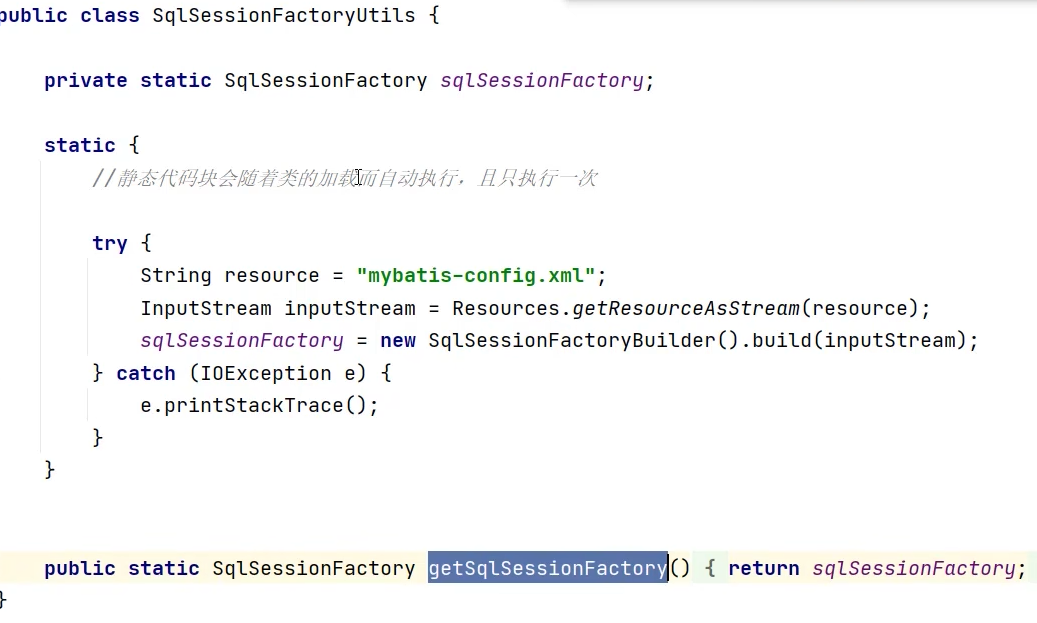 public class SqlSessionFactoryUtils {
private static SqlSessionFactory sqlSessionFactory;
static {
//静态代码块会随着类的加载而自动执行，且只执行一次
try {
String resource = "mybatis-config.xml";
InputStream inputStream = Resources.getResourceAsStream(resource);
sqlSessionFactory = new SqlSessionFactoryBuilder().build(inputStream);
} catch (IOException e) {
e.printStackTrace();
}
}
public static SqlSessionFactory getSqlSessionFactory() { return sqlSessionFactory;
}